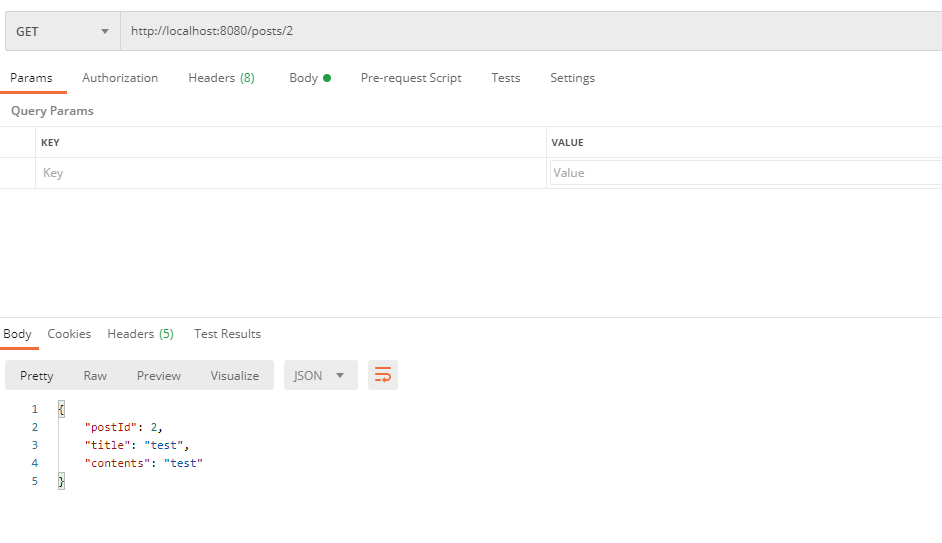 GET http://localhost:8080/posts/2
Params Authorization Headers (8) Body Pre-request Script Tests Settings
Query Params
KEY VALUE
Key Value
Body Cookies Headers (5) Test Results
Pretty Raw Preview Visualize JSON
1 {
2 "postId": 2,
3 "title": "test",
4 "contents": "test"
5 }